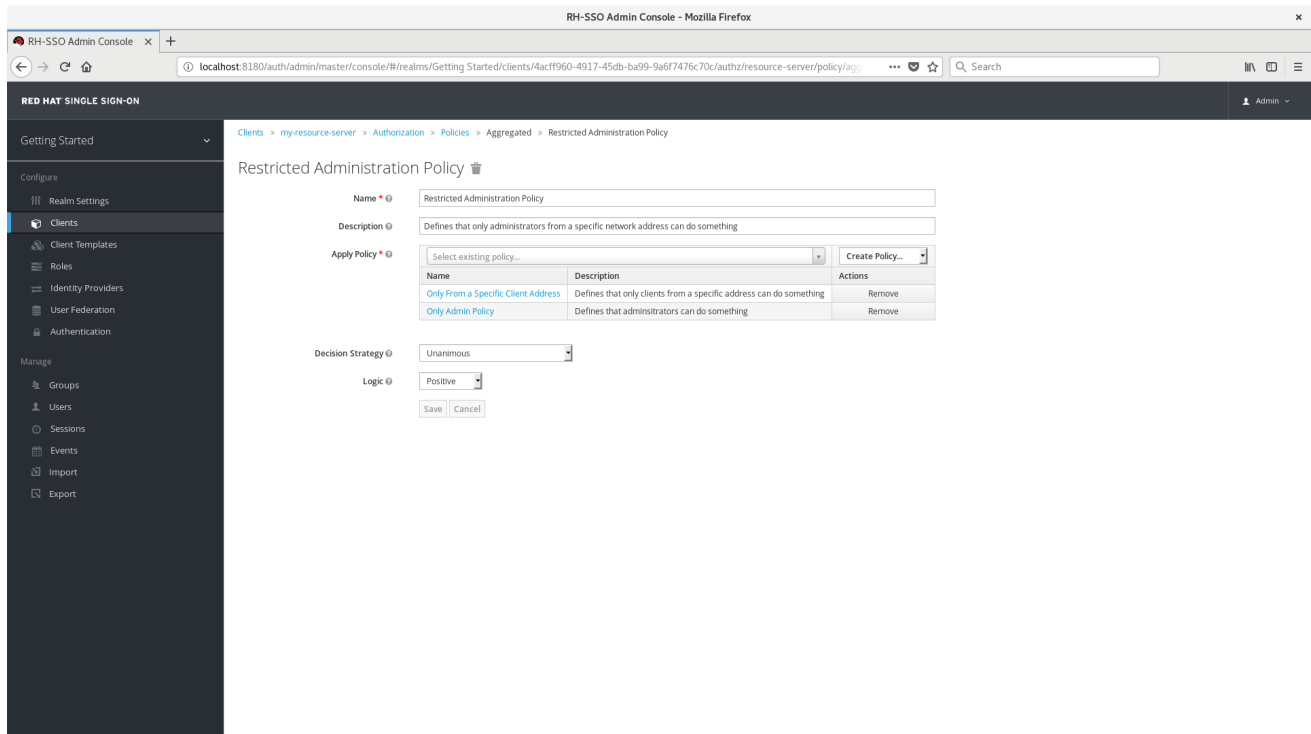 RH-SSO Admin Console - Mozilla Firefox
RH-SSO Admin Console
localhost:8180/auth/admin/master/console/#/realms/Getting Started/clients/4acff960-4917-45db-ba99-9a6f7476c70c/authz/resource-server/policy/agg
Search
RED HAT SINGLE SIGN-ON
Admin
Getting Started
Clients » my-resource-server » Authorization » Policies » Aggregated » Restricted Administration Policy
Restricted Administration Policy
Configure
Realm Settings
Clients
Client Templates
Roles
Identity Providers
User Federation
Authentication
Manage
Groups
Users
Sessions
Events
Import
Export
Name * Restricted Administration Policy
Description Defines that only administrators from a specific network address can do something
Apply Policy * Select existing policy... Create Policy...
Name Description Actions
Only From a Specific Client Address Defines that only clients from a specific address can do something Remove
Only Admin Policy Defines that adminsitrators can do something Remove
Decision Strategy Unanimous
Logic Positive
Save Cancel